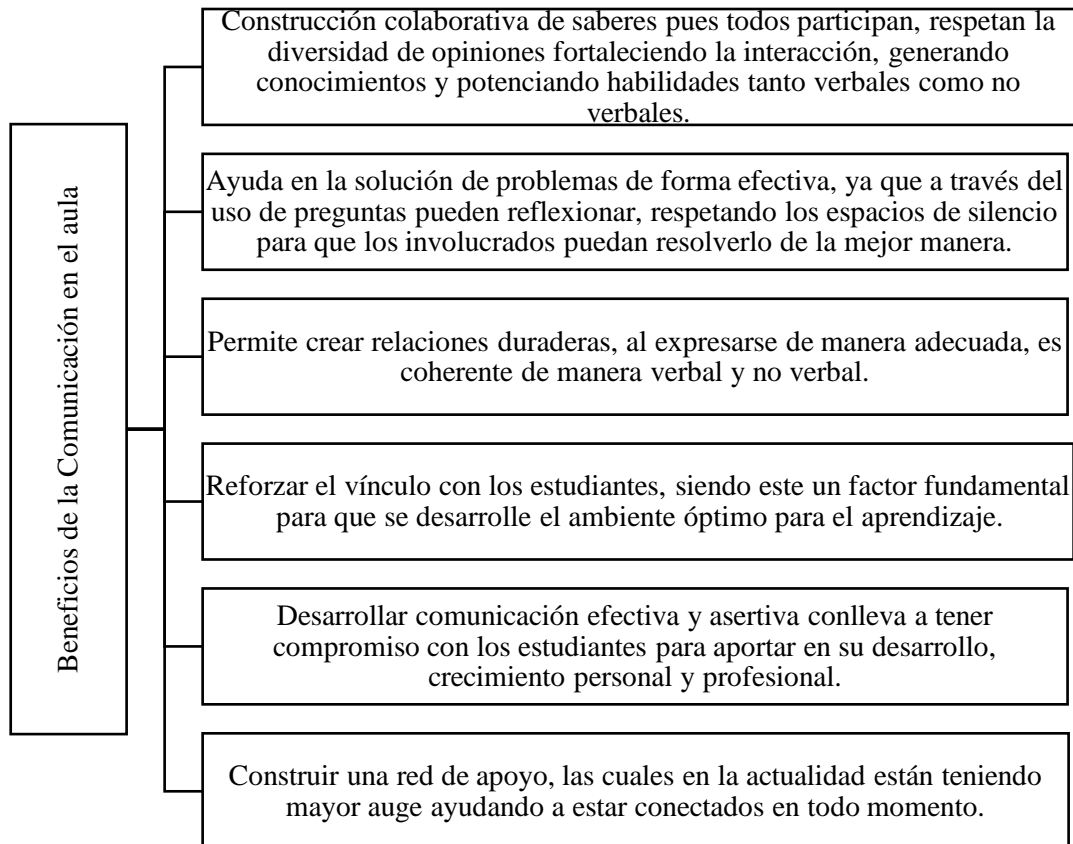 Beneficios de la Comunicación en el aula
Construcción colaborativa de saberes pues todos participan, respetan la
diversidad de opiniones fortaleciendo la interacción, generando
conocimientos y potenciando habilidades tanto verbales como no
verbales.
Ayuda en la solución de problemas de forma efectiva, ya que a través del
uso de preguntas pueden reflexionar, respetando los espacios de silencio
para que los involucrados puedan resolverlo de la mejor manera.
Permite crear relaciones duraderas, al expresarse de manera adecuada, es
coherente de manera verbal y no verbal.
Reforzar el vínculo con los estudiantes, siendo este un factor fundamental
para que se desarrolle el ambiente óptimo para el aprendizaje.
Desarrollar comunicación efectiva y asertiva conlleva a tener
compromiso con los estudiantes para aportar en su desarrollo,
crecimiento personal y profesional.
Construir una red de apoyo, las cuales en la actualidad están teniendo
mayor auge ayudando a estar conectados en todo momento.